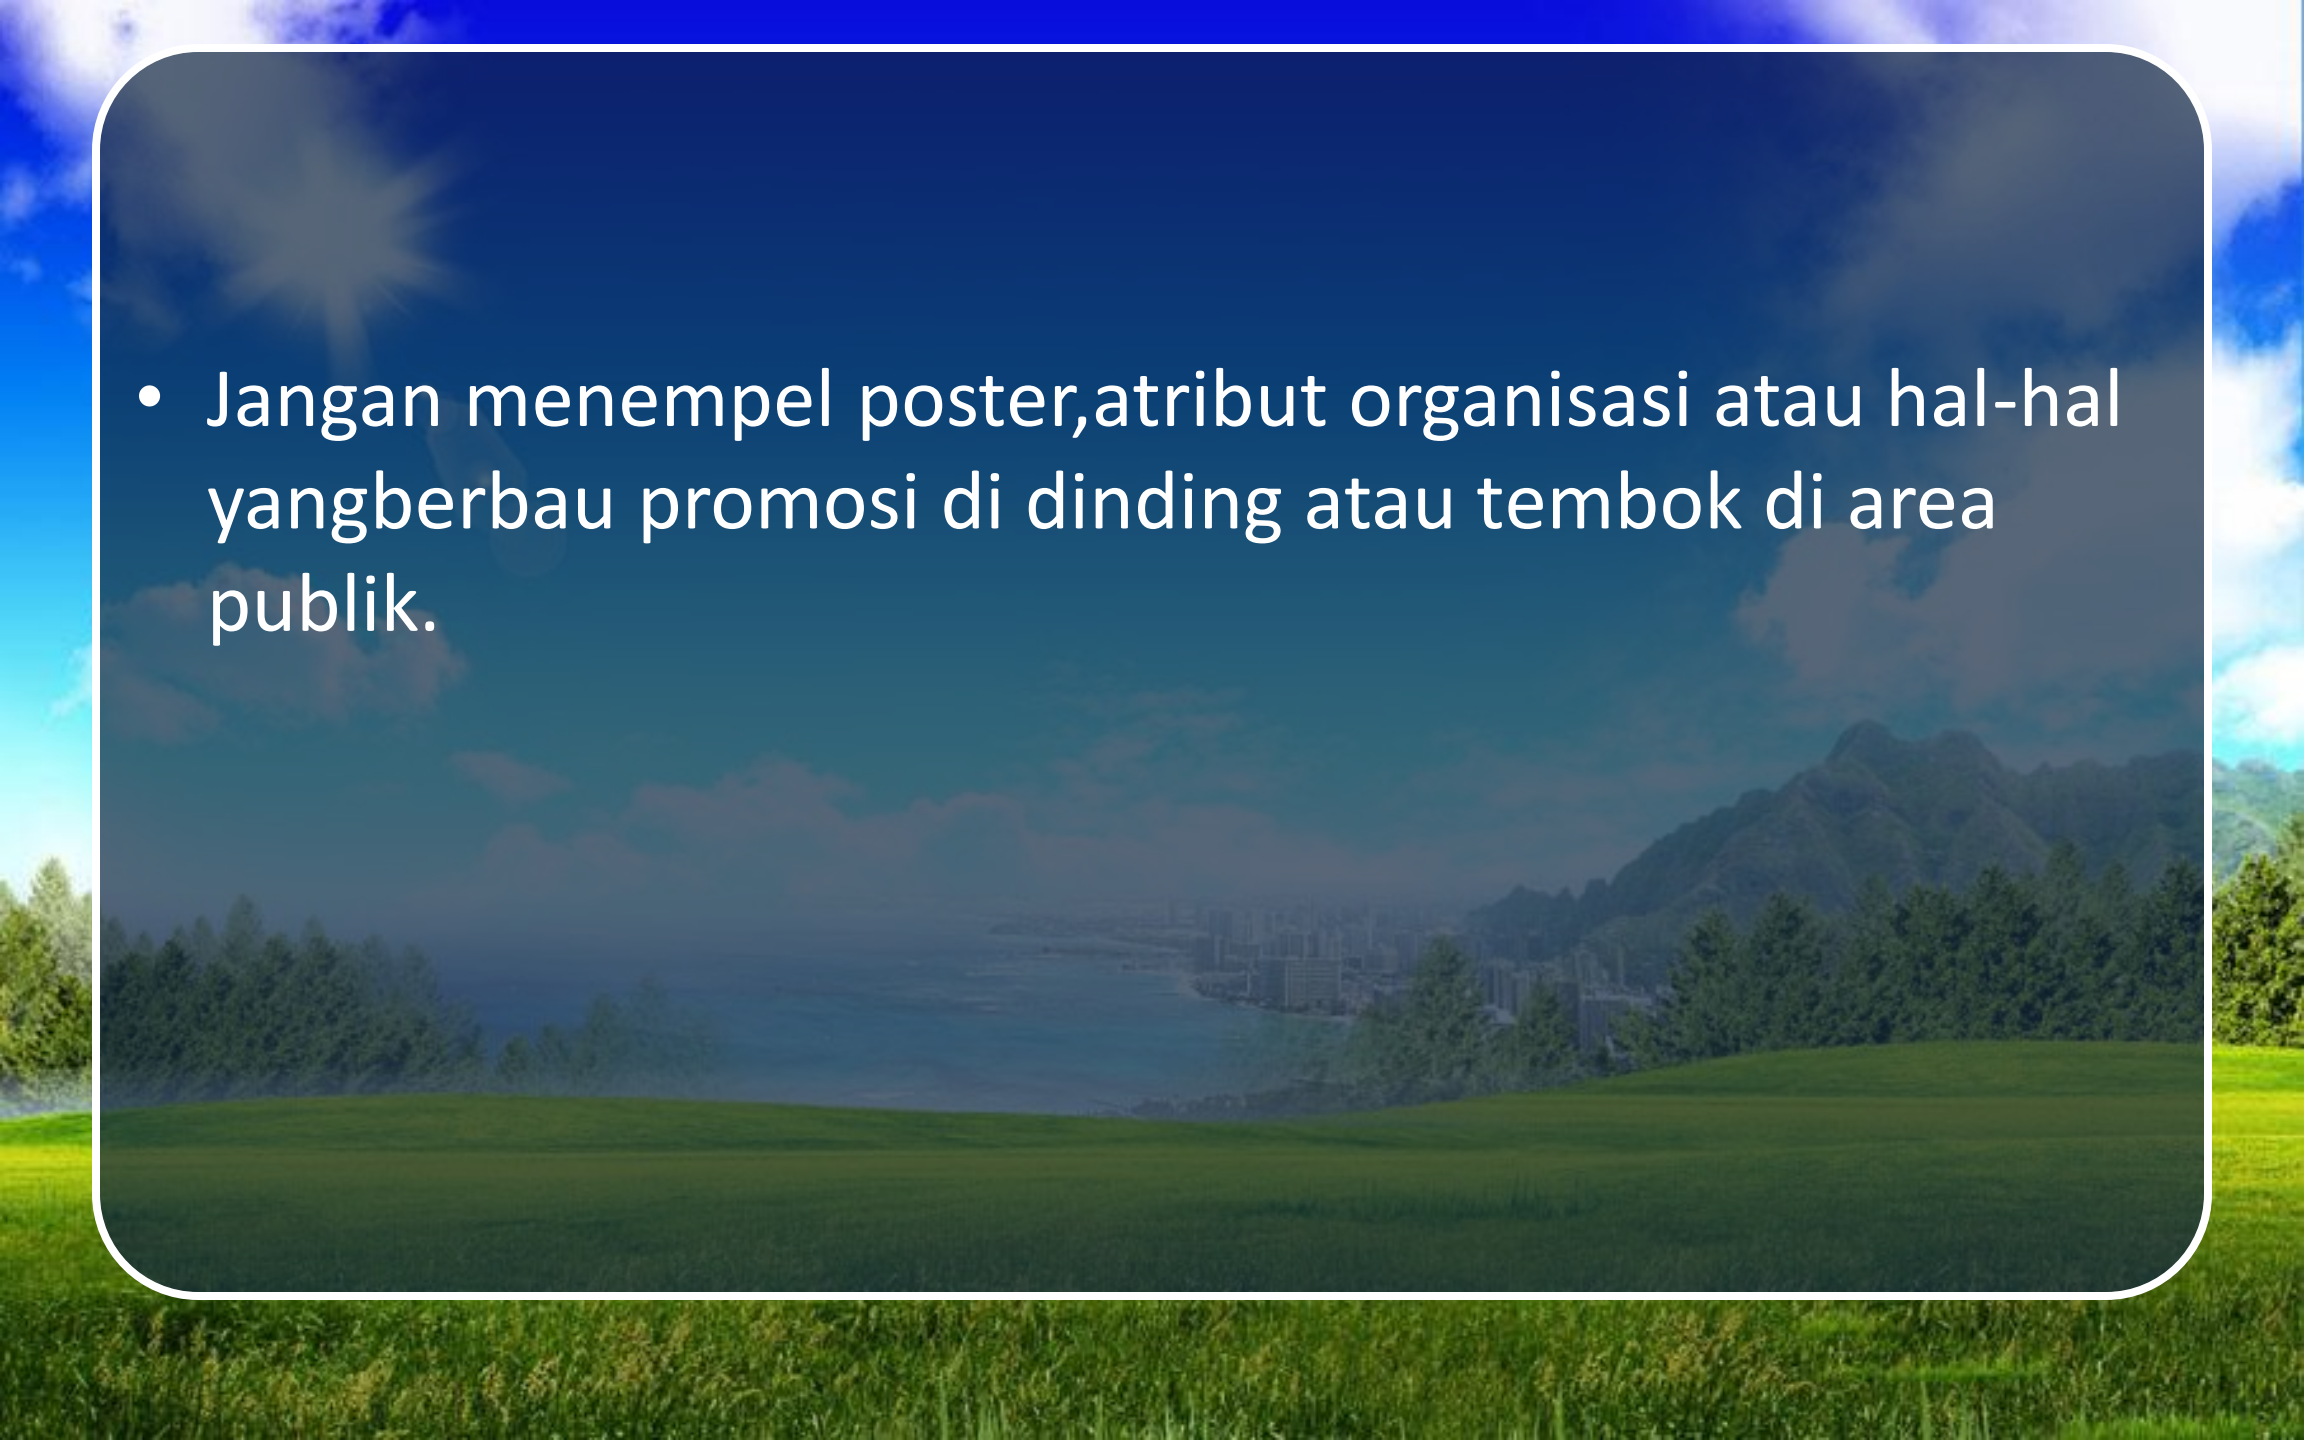 • Jangan menempel poster,atribut organisasi atau hal-hal
yangberbau promosi di dinding atau tembok di area
publik.